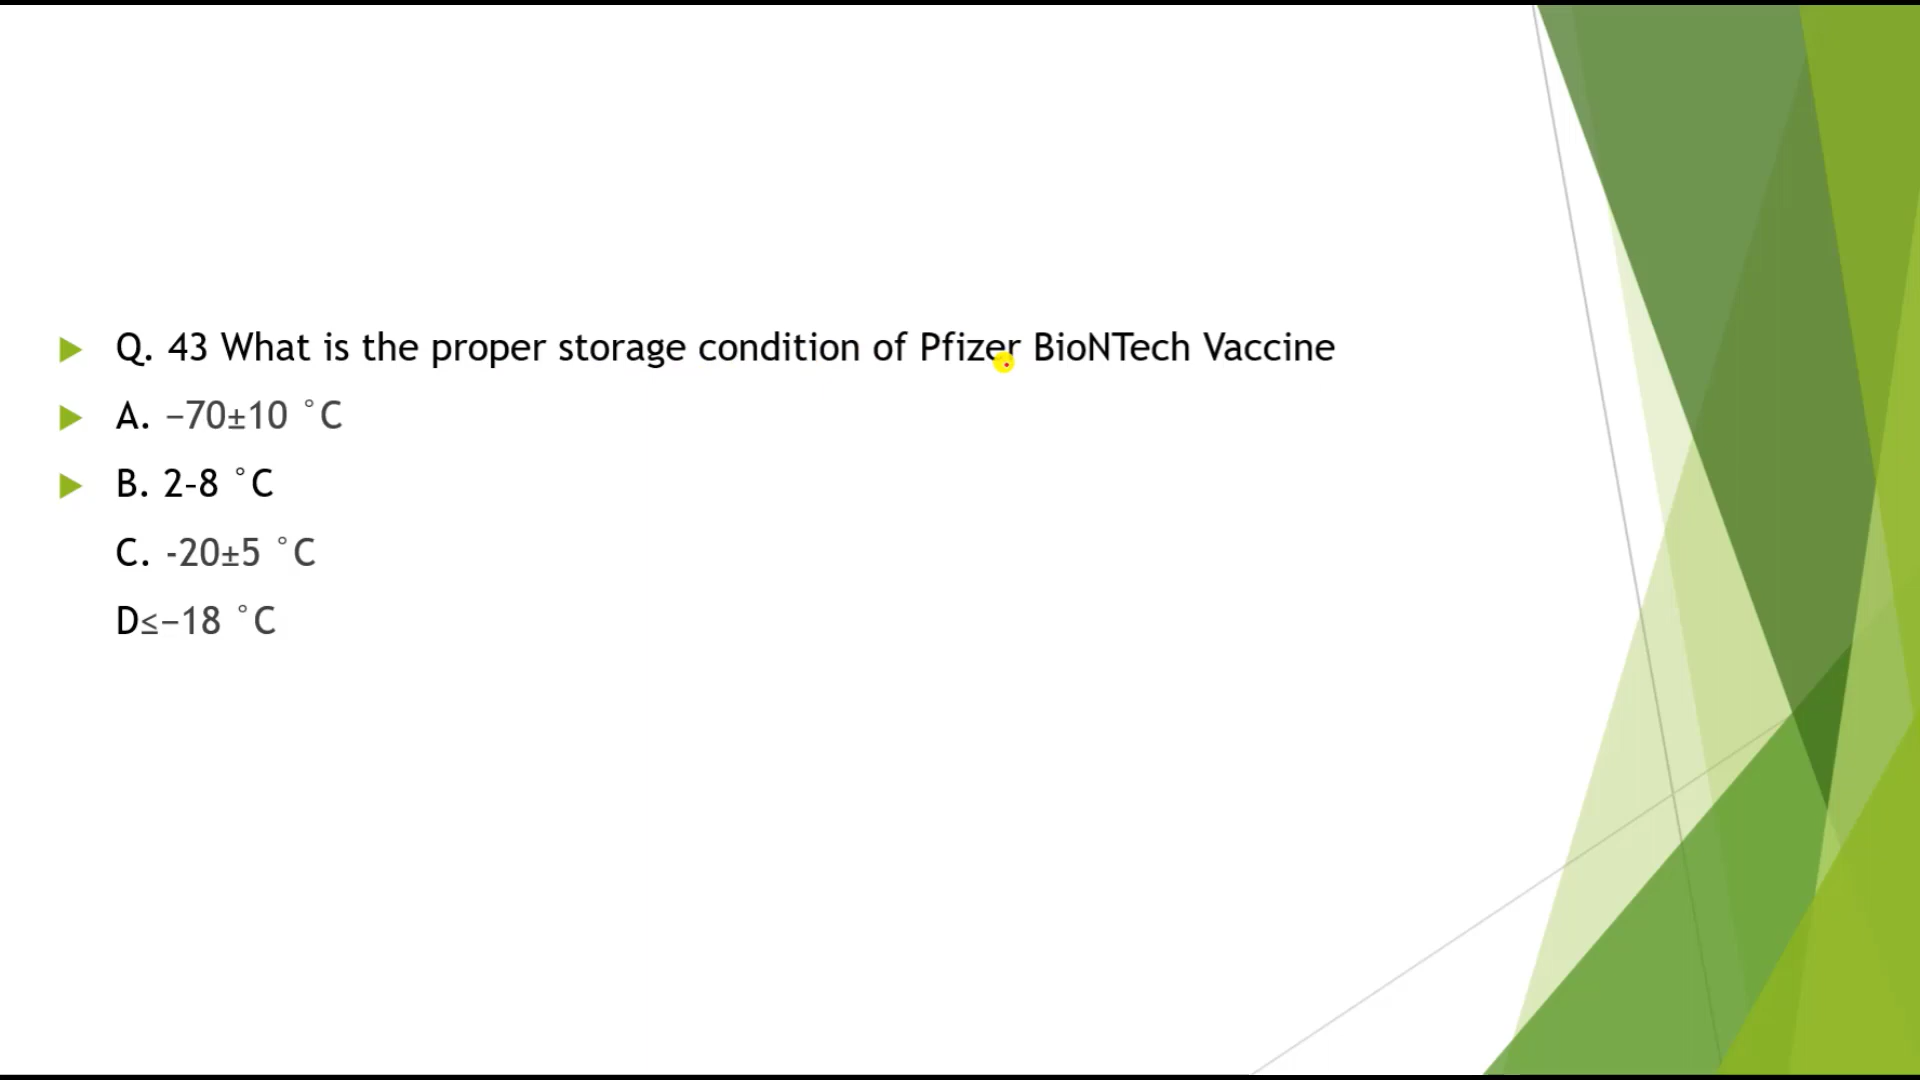 Q. 43 What is the proper storage condition of Pfizer BioNTech Vaccine
A. −70±10 ˚C
B. 2-8 ˚C
C. -20±5 ˚C
D≤−18 ˚C